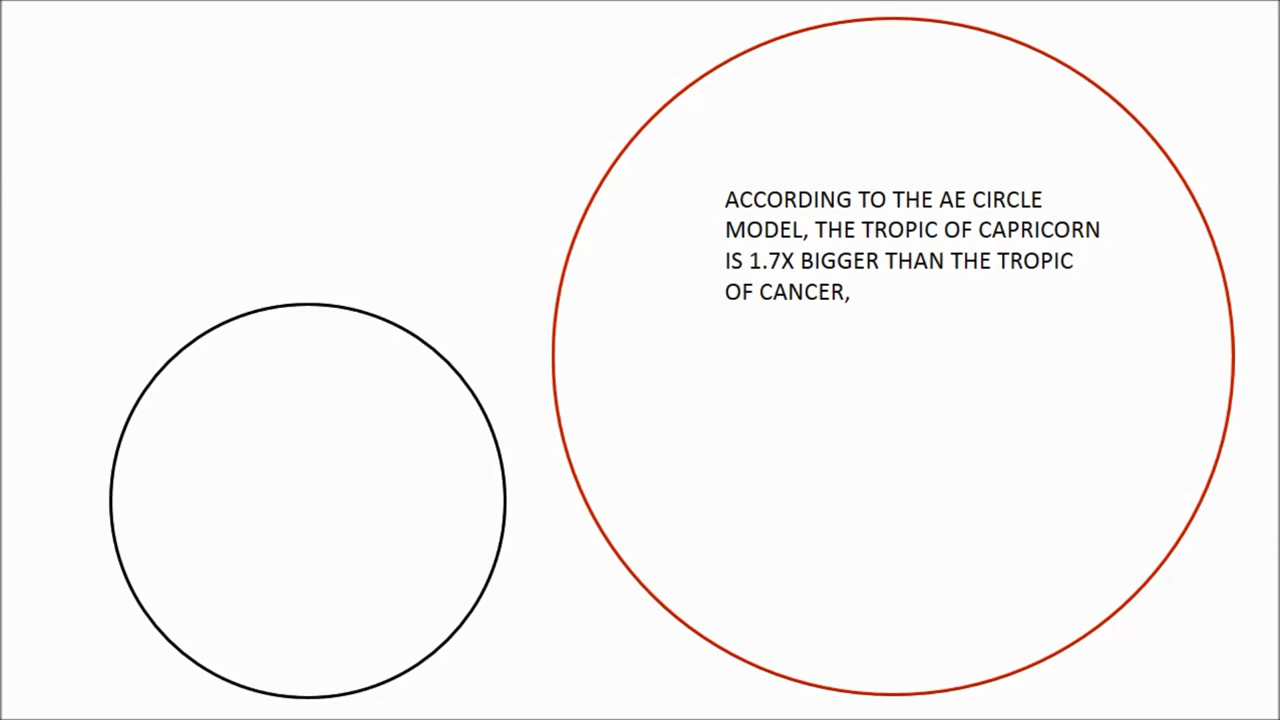 ACCORDING TO THE AE CIRCLE
MODEL, THE TROPIC OF CAPRICORN
IS 1.7X BIGGER THAN THE TROPIC
OF CANCER,